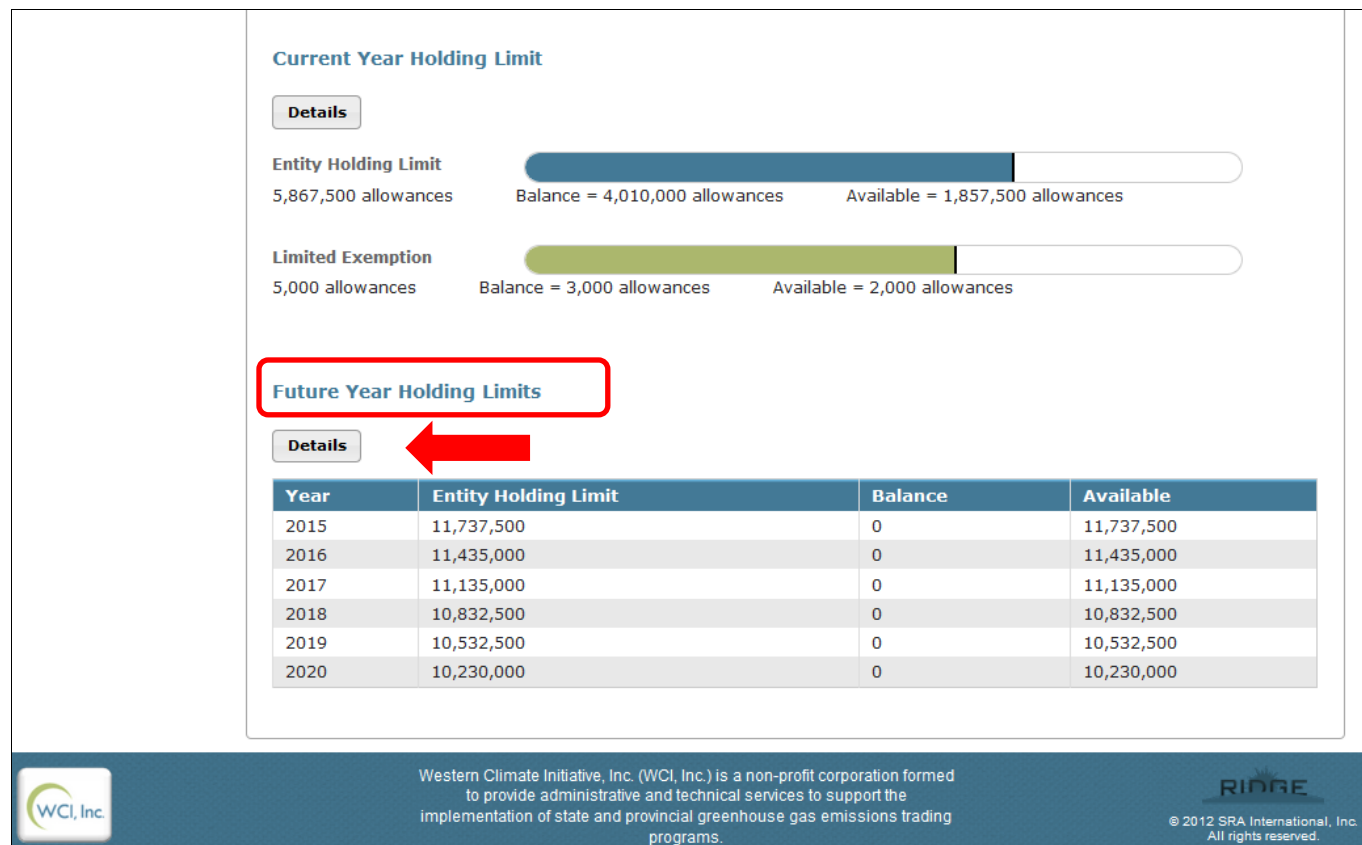 Current Year Holding Limit
Details
Entity Holding Limit
5,867,500 allowances Balance = 4,010,000 allowances Available = 1,857,500 allowances
Limited Exemption
5,000 allowances Balance = 3,000 allowances Available = 2,000 allowances
Future Year Holding Limits
Details
Year Entity Holding Limit Balance Available
2015 11,737,500 0 11,737,500
2016 11,435,000 0 11,435,000
2017 11,135,000 0 11,135,000
2018 10,832,500 0 10,832,500
2019 10,532,500 0 10,532,500
2020 10,230,000 0 10,230,000
WCI, Inc.
Western Climate Initiative, Inc. (WCI, Inc.) is a non-profit corporation formed
to provide administrative and technical services to support the
implementation of state and provincial greenhouse gas emissions trading
programs.
RIDGE
© 2012 SRA International, Inc.
All rights reserved.